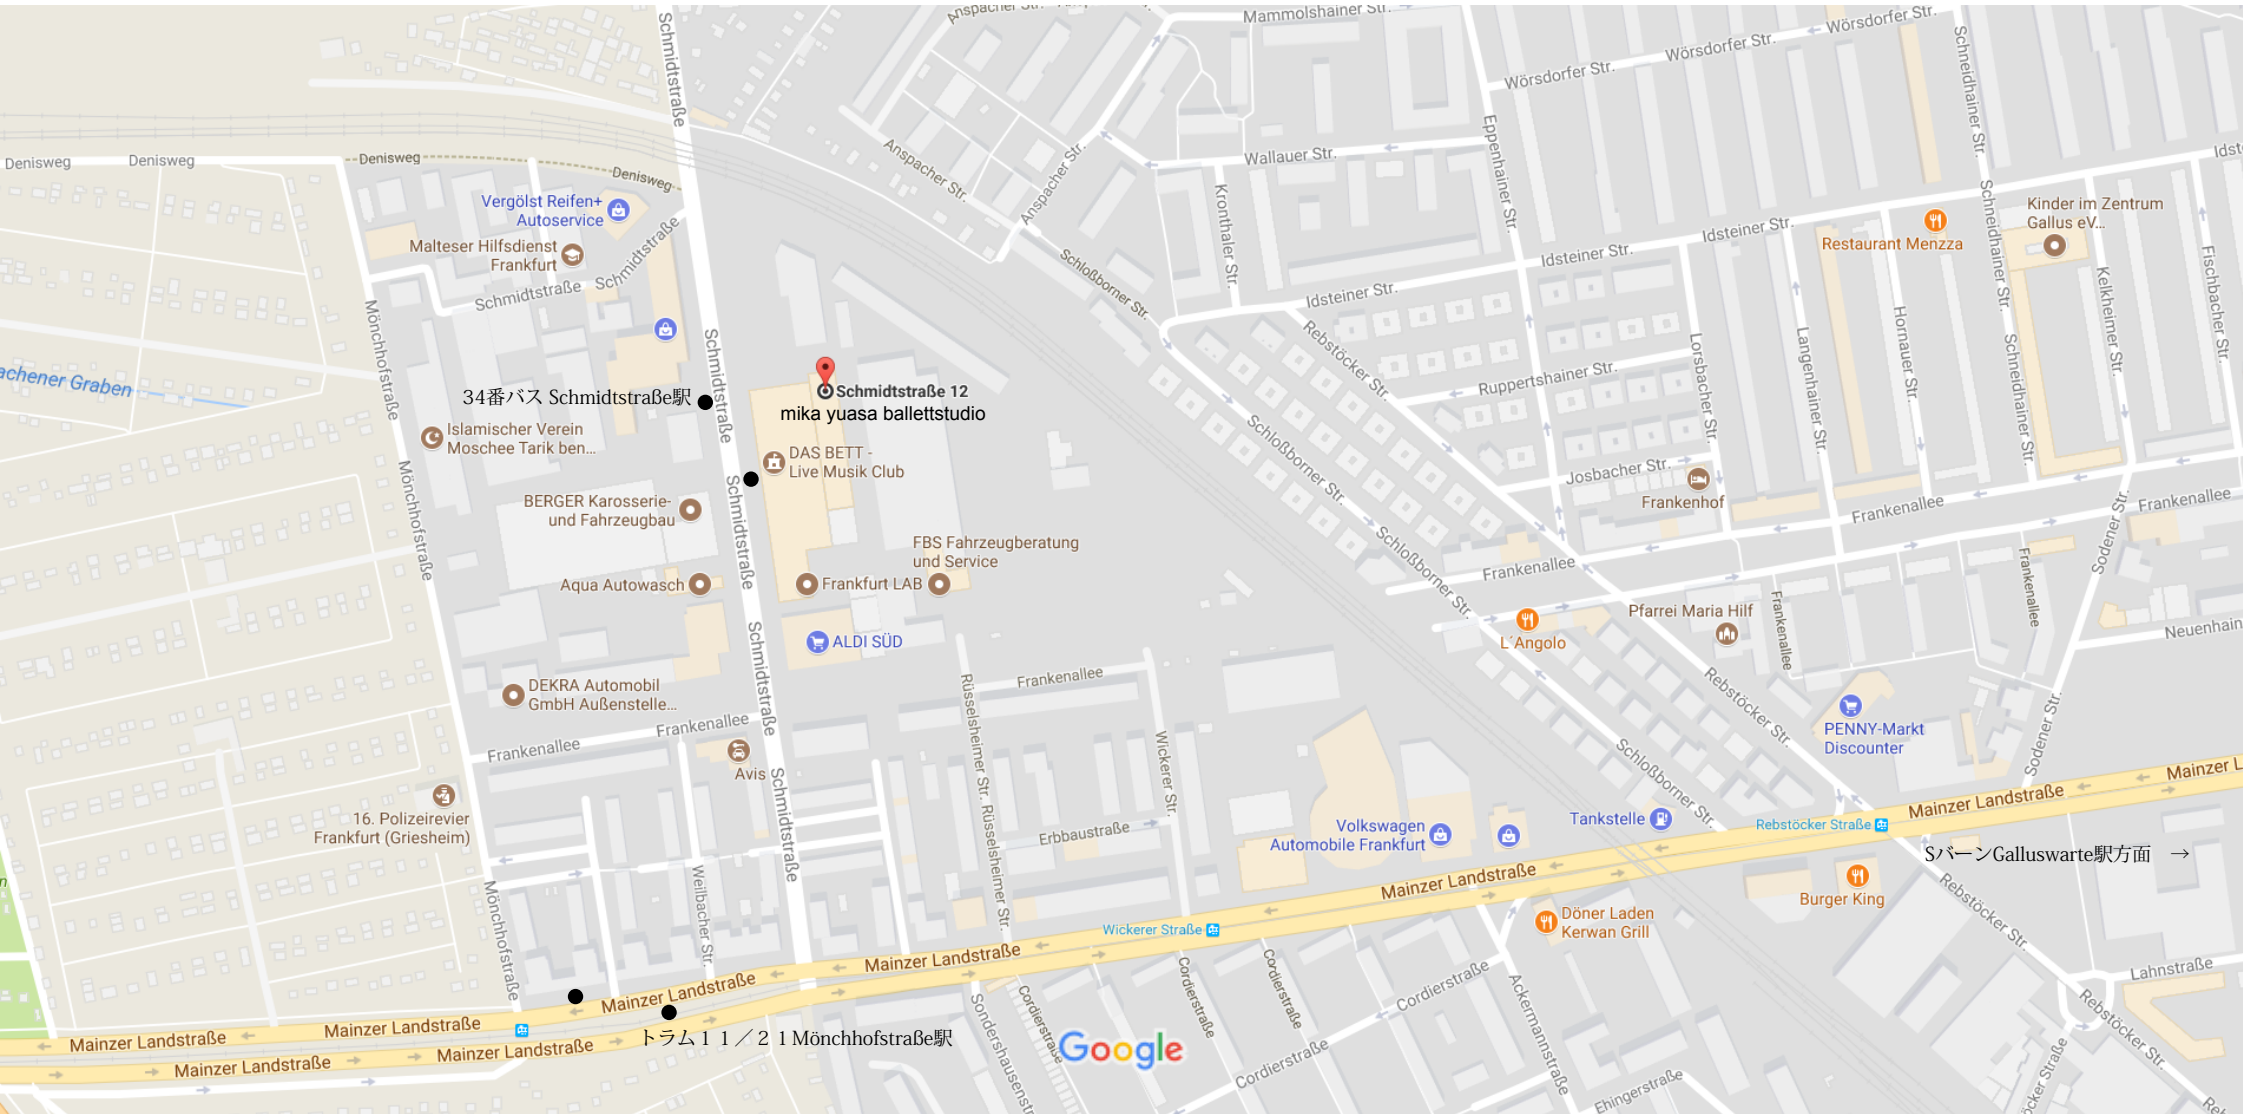 Anspacher Str.
Mammolshainer Str.
Wörsdorfer Str.
Wörsdorfer Str.
Wörsdorfer Str.
Schmidtstraße
Schneidhainer Str.
Denisweg
Denisweg
Denisweg
Denisweg
Anspacher Str.
Anspacher Str.
Wallauer Str.
Eppenhainer Str.
Kronthaler Str.
Vergölst Reifen+
Autoservice
Malteser Hilfsdienst
Frankfurt
Schmidtstraße
Schmidtstraße
Schloßborner Str.
Idsteiner Str.
Idsteiner Str.
Idsteiner Str.
Restaurant Menzza
Schneidhainer Str.
Kinder im Zentrum
Gallus eV...
Kelkheimer Str.
Fischbacher Str.
Mönchhofstraße
Schmidtstraße
Rebstöcker Str.
Ruppertshainer Str.
Lorsbacher Str.
Langenhainer Str.
Hornauer Str.
Schneidhainer Str.
achener Graben
34番バス Schmidtstraße駅
Schmidtstraße 12
mika yuasa ballettstudio
Islamischer Verein
Moschee Tarik ben...
DAS BETT -
Live Musik Club
Schloßborner Str.
Josbacher Str.
Frankenhof
Frankenallee
Frankenallee
Mönchhofstraße
Schmidtstraße
BERGER Karosserie-
und Fahrzeugbau
FBS Fahrzeugberatung
und Service
Schloßborner Str.
Frankenallee
Sodener Str.
Frankenallee
Aqua Autowasch
Frankfurt LAB
ALDI SÜD
L´Angolo
Pfarrei Maria Hilf
Frankenallee
Neuenhain
Schmidtstraße
DEKRA Automobil
GmbH Außenstelle...
Frankenallee
Frankenallee
Frankenallee
Rüsselsheimer Str.
Rüsselsheimer Str.
Wickerer Str.
Rebstöcker Str.
PENNY-Markt
Discounter
Sodener Str.
Schloßborner Str.
Avis
Schmidtstraße
16. Polizeirevier
Frankfurt (Griesheim)
Erbbaustraße
Volkswagen
Automobile Frankfurt
Tankstelle
Rebstöcker Straße
Mainzer Landstraße
Mainzer L
SバーンGalluswarte駅方面 →
Mönchhofstraße
Weilbacher Str.
Mainzer Landstraße
Burger King
Rebstöcker Str.
Wickerer Straße
Döner Laden
Kerwan Grill
Mainzer Landstraße
Mainzer Landstraße
Mainzer Landstraße
Mainzer Landstraße
Mainzer Landstraße
Mainzer Landstraße
Mainzer Landstraße
トラム１１／２１Mönchhofstraße駅
Sondershausenst
Cordierstraße
Cordierstraße
Cordierstraße
Cordierstraße
Cordierstraße
Ackermannstraße
Ehingerstraße
Lahnstraße
Rebstöcker Str.
öcker Straße
Google